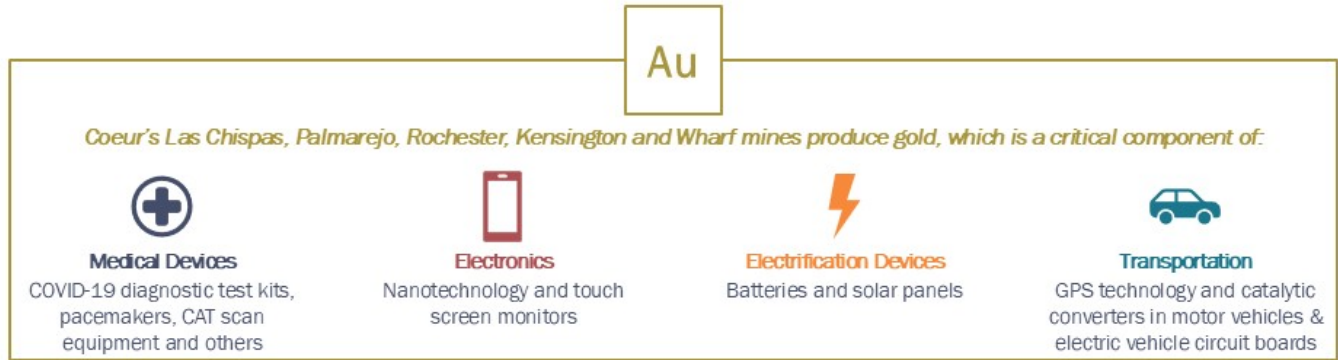 Au
Coeur's Las Chispas, Palmarejo, Rochester, Kensington and Wharf mines produce gold, which is a critical component of:
Medical Devices
COVID-19 diagnostic test kits,
pacemakers, CAT scan
equipment and others
Electronics
Nanotechnology and touch
screen monitors
Electrification Devices
Batteries and solar panels
Transportation
GPS technology and catalytic
converters in motor vehicles &
electric vehicle circuit boards